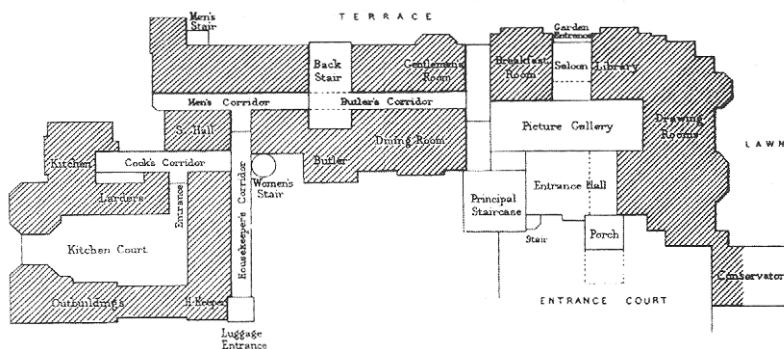 TERRACE
Men's
Stair
Garden
Entrance
Back
Stair
Gentlemen's
Room
Breakfast
Room
Saloon
Library
Men's Corridor
Butler's Corridor
S. Hall
Dining Room
Picture Gallery
Drawing
Rooms
LAWN
Kitchen
Cook's Corridor
Butler
Women's
Stair
Larders
Entrance
Housekeeper's Corridor
Principal
Staircase
Entrance Hall
Stair
Porch
Kitchen Court
Outbuildings
H. Keeper
Conservator
ENTRANCE COURT
Luggage
Entrance